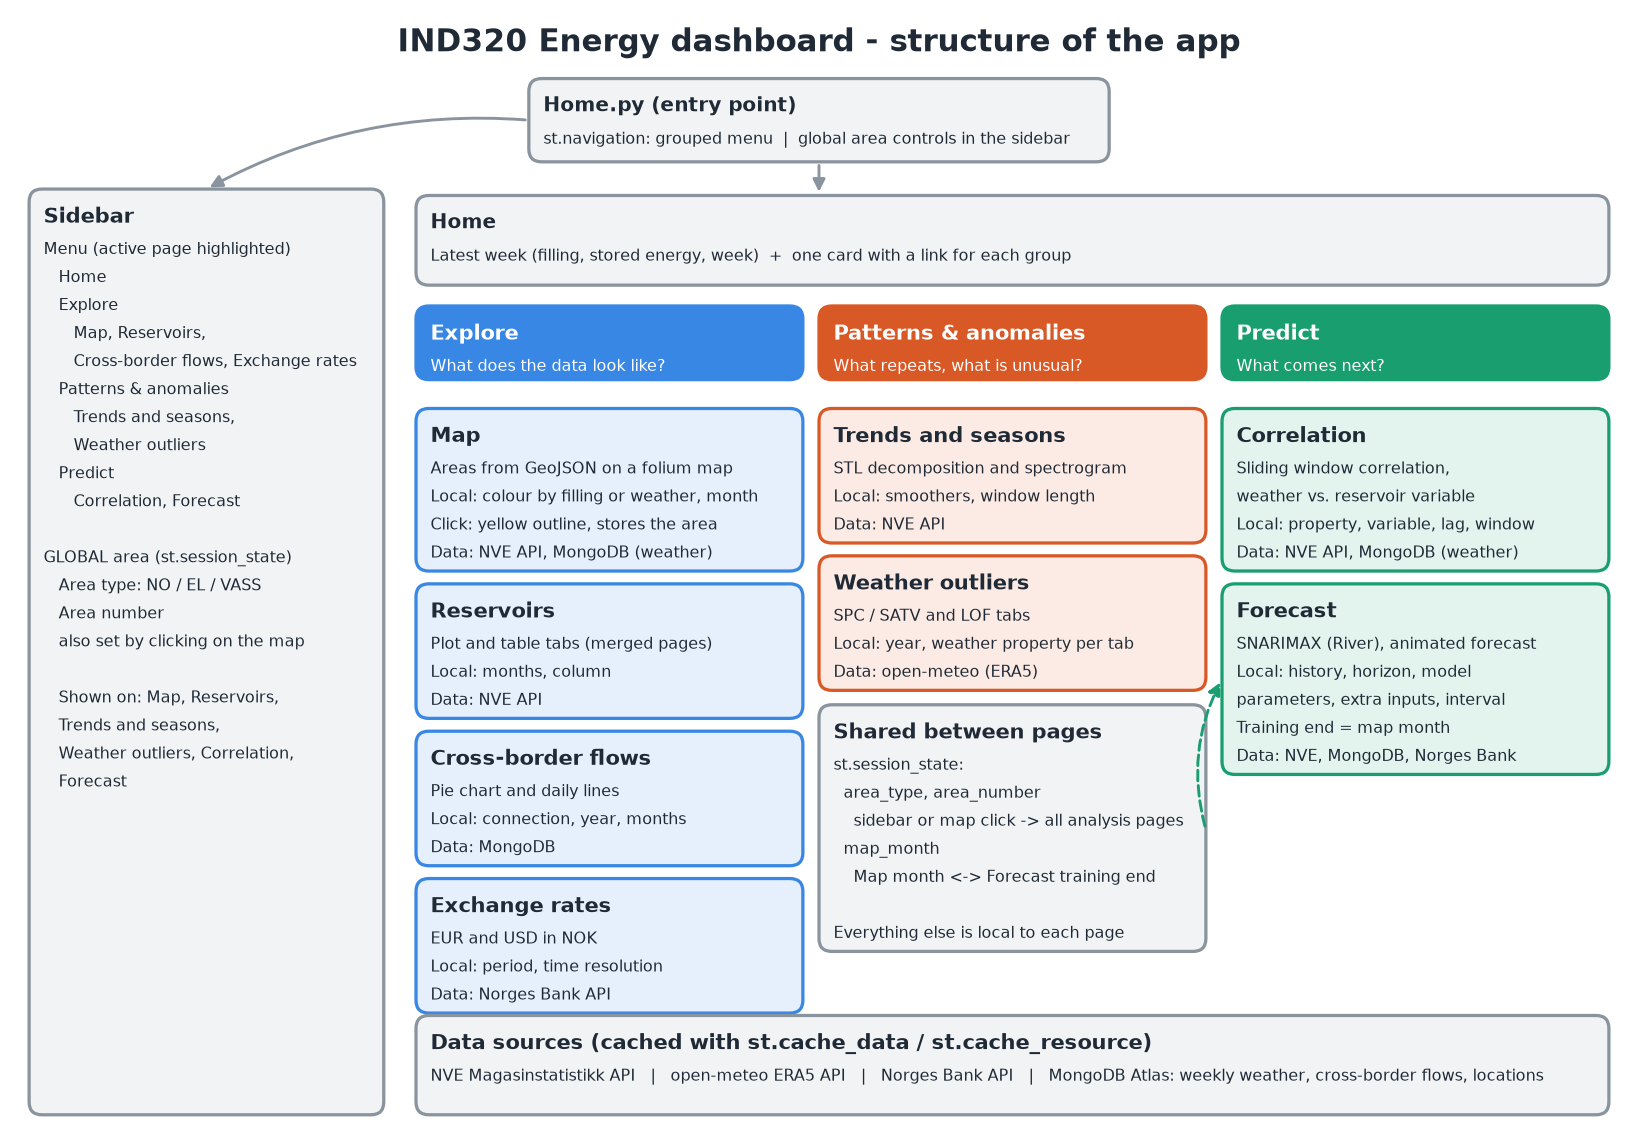 IND320 Energy dashboard - structure of the app
Home.py (entry point)
st.navigation: grouped menu | global area controls in the sidebar
Sidebar
Menu (active page highlighted)
Home
Explore
Map, Reservoirs,
Cross-border flows, Exchange rates
Patterns & anomalies
Trends and seasons,
Weather outliers
Predict
Correlation, Forecast
GLOBAL area (st.session_state)
Area type: NO / EL / VASS
Area number
also set by clicking on the map
Shown on: Map, Reservoirs,
Trends and seasons,
Weather outliers, Correlation,
Forecast
Home
Latest week (filling, stored energy, week) + one card with a link for each group
Explore
What does the data look like?
Map
Areas from GeoJSON on a folium map
Local: colour by filling or weather, month
Click: yellow outline, stores the area
Data: NVE API, MongoDB (weather)
Reservoirs
Plot and table tabs (merged pages)
Local: months, column
Data: NVE API
Cross-border flows
Pie chart and daily lines
Local: connection, year, months
Data: MongoDB
Exchange rates
EUR and USD in NOK
Local: period, time resolution
Data: Norges Bank API
Patterns & anomalies
What repeats, what is unusual?
Trends and seasons
STL decomposition and spectrogram
Local: smoothers, window length
Data: NVE API
Weather outliers
SPC / SATV and LOF tabs
Local: year, weather property per tab
Data: open-meteo (ERA5)
Shared between pages
st.session_state:
area_type, area_number
sidebar or map click -> all analysis pages
map_month
Map month <-> Forecast training end
Everything else is local to each page
Predict
What comes next?
Correlation
Sliding window correlation,
weather vs. reservoir variable
Local: property, variable, lag, window
Data: NVE API, MongoDB (weather)
Forecast
SNARIMAX (River), animated forecast
Local: history, horizon, model
parameters, extra inputs, interval
Training end = map month
Data: NVE, MongoDB, Norges Bank
Data sources (cached with st.cache_data / st.cache_resource)
NVE Magasinstatistikk API | open-meteo ERA5 API | Norges Bank API | MongoDB Atlas: weekly weather, cross-border flows, locations